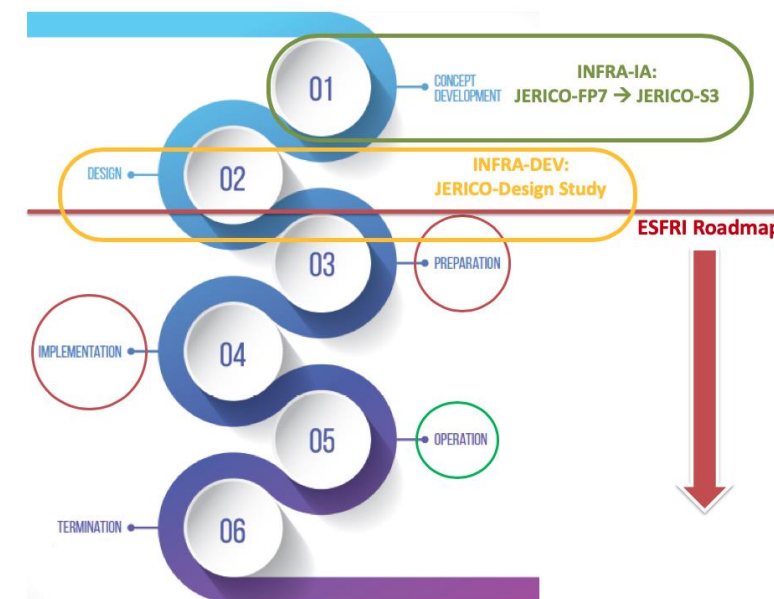 01
CONCEPT
DEVELOPMENT
INFRA-IA:
JERICO-FP7 → JERICO-S3
DESIGN
02
INFRA-DEV:
JERICO-Design Study
ESFRI Roadmap
03
PREPARATION
IMPLEMENTATION
04
05
OPERATION
TERMINATION
06